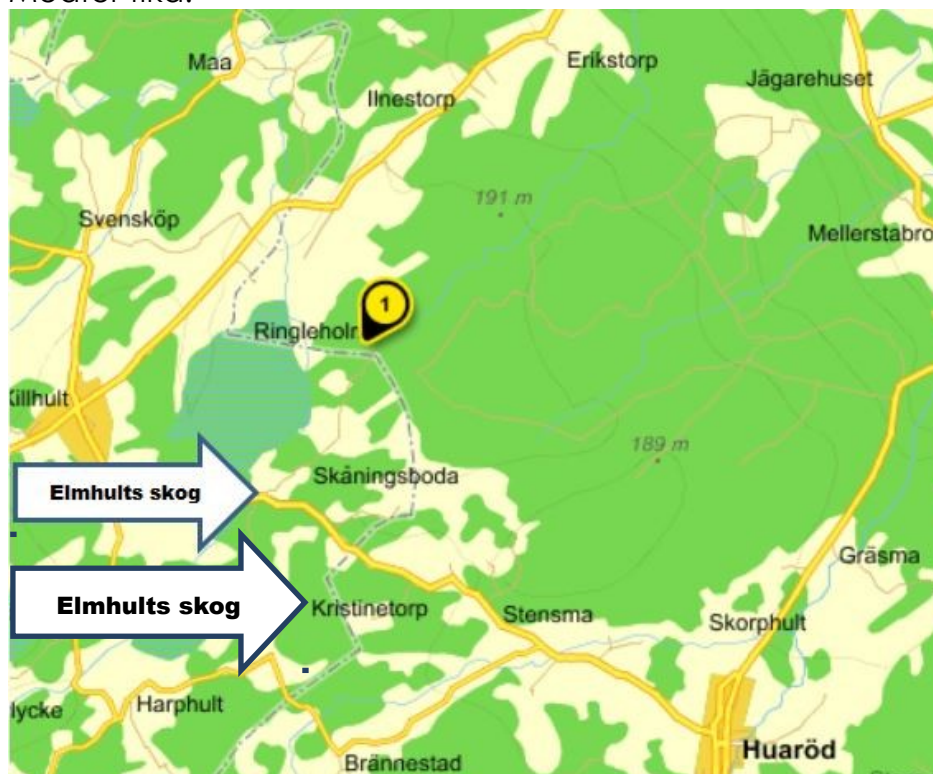 Maa
Erikstorp
Jägarehuset
Ilnestorp
191 m
Svensköp
Mellerstabro
1
Ringleholr
Killhult
189 m
Skåningsboda
Elmhults skog
Gräsma
Elmhults skog
Kristinetorp
Stensma
Skorphult
lycke
Harphult
Huaröd
Brännestad